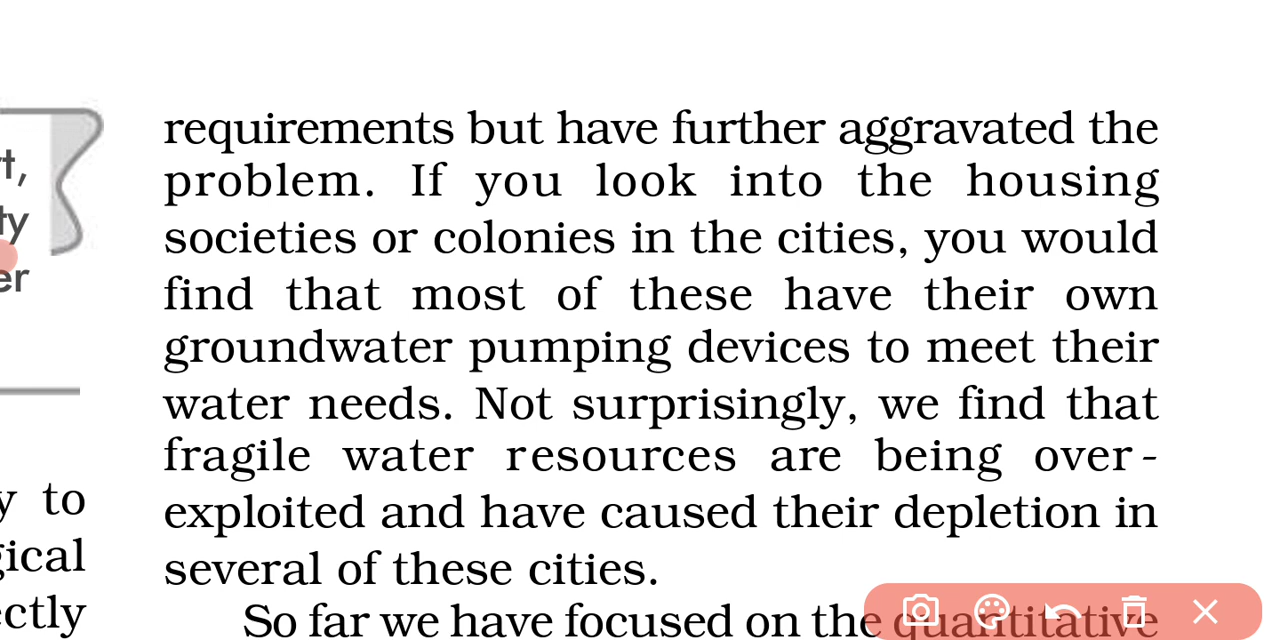 requirements but have further aggravated the
problem. If you look into the housing
societies or colonies in the cities, you would
find that most of these have their own
groundwater pumping devices to meet their
water needs. Not surprisingly, we find that
fragile water resources are being over-
exploited and have caused their depletion in
several of these cities.
So far we have focused on the quantitative
to